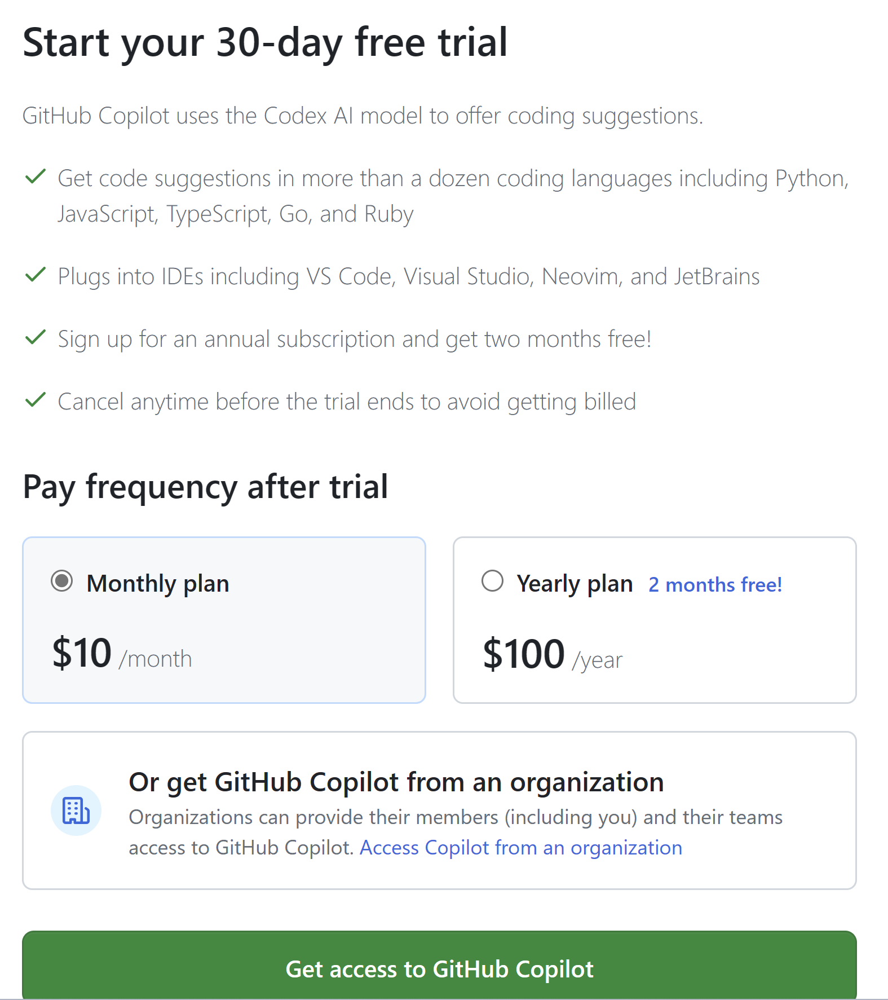 Start your 30-day free trial
GitHub Copilot uses the Codex AI model to offer coding suggestions.
Get code suggestions in more than a dozen coding languages including Python,
JavaScript, TypeScript, Go, and Ruby
Plugs into IDEs including VS Code, Visual Studio, Neovim, and JetBrains
Sign up for an annual subscription and get two months free!
Cancel anytime before the trial ends to avoid getting billed
Pay frequency after trial
Monthly plan
$10 /month
Yearly plan 2 months free!
$100 /year
Or get GitHub Copilot from an organization
Organizations can provide their members (including you) and their teams
access to GitHub Copilot. Access Copilot from an organization
Get access to GitHub Copilot